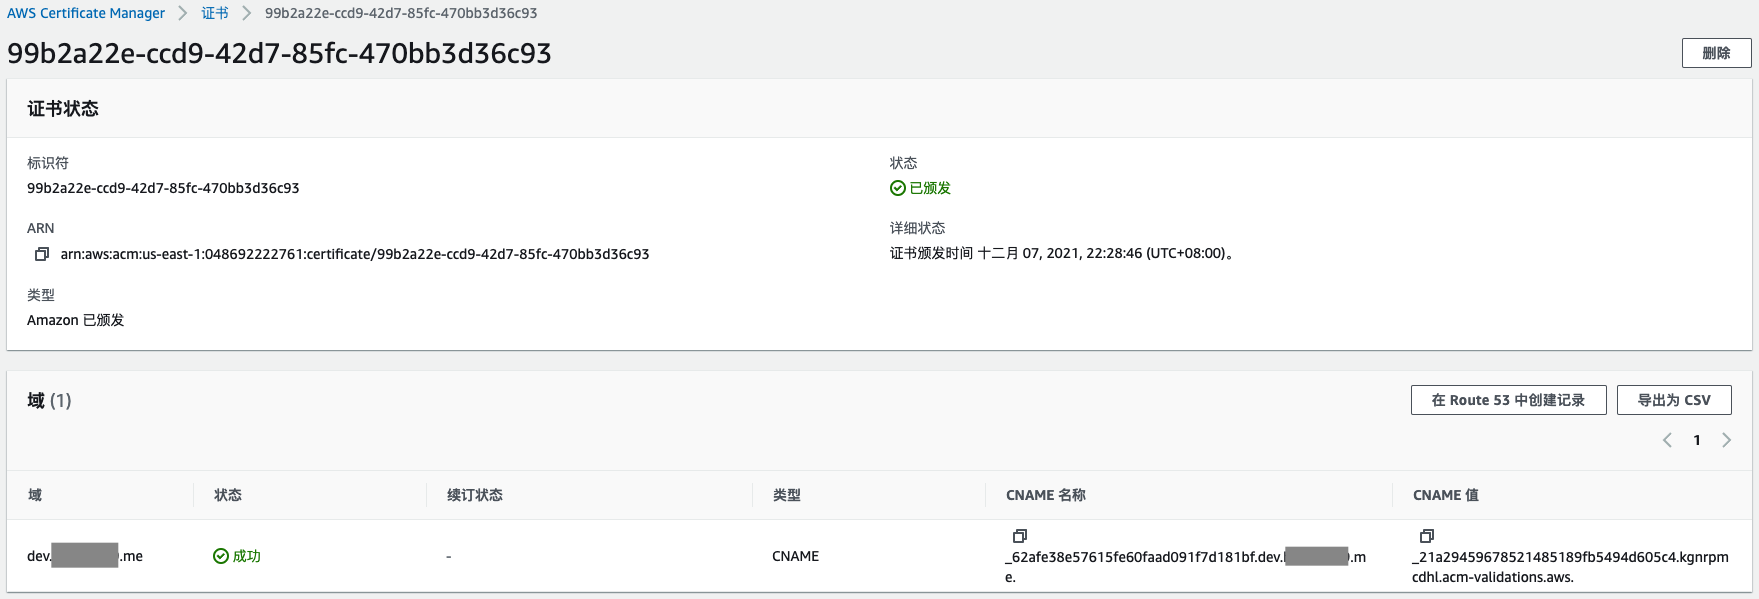 AWS Certificate Manager > 证书 > 99b2a22e-ccd9-42d7-85fc-470bb3d36c93
99b2a22e-ccd9-42d7-85fc-470bb3d36c93
删除
证书状态
标识符
99b2a22e-ccd9-42d7-85fc-470bb3d36c93
状态
已颁发
ARN
arn:aws:acm:us-east-1:048692222761:certificate/99b2a22e-ccd9-42d7-85fc-470bb3d36c93
详细状态
证书颁发时间 十二月 07, 2021, 22:28:46 (UTC+08:00)。
类型
Amazon 已颁发
域 (1)
在 Route 53 中创建记录
导出为 CSV
1
域 状态 续订状态 类型 CNAME 名称 CNAME 值
dev. .me 成功 - CNAME
_62afe38e57615fe60faad091f7d181bf.dev. .m
e.
_21a29459678521485189fb5494d605c4.kgnrpm
cdhl.acm-validations.aws.